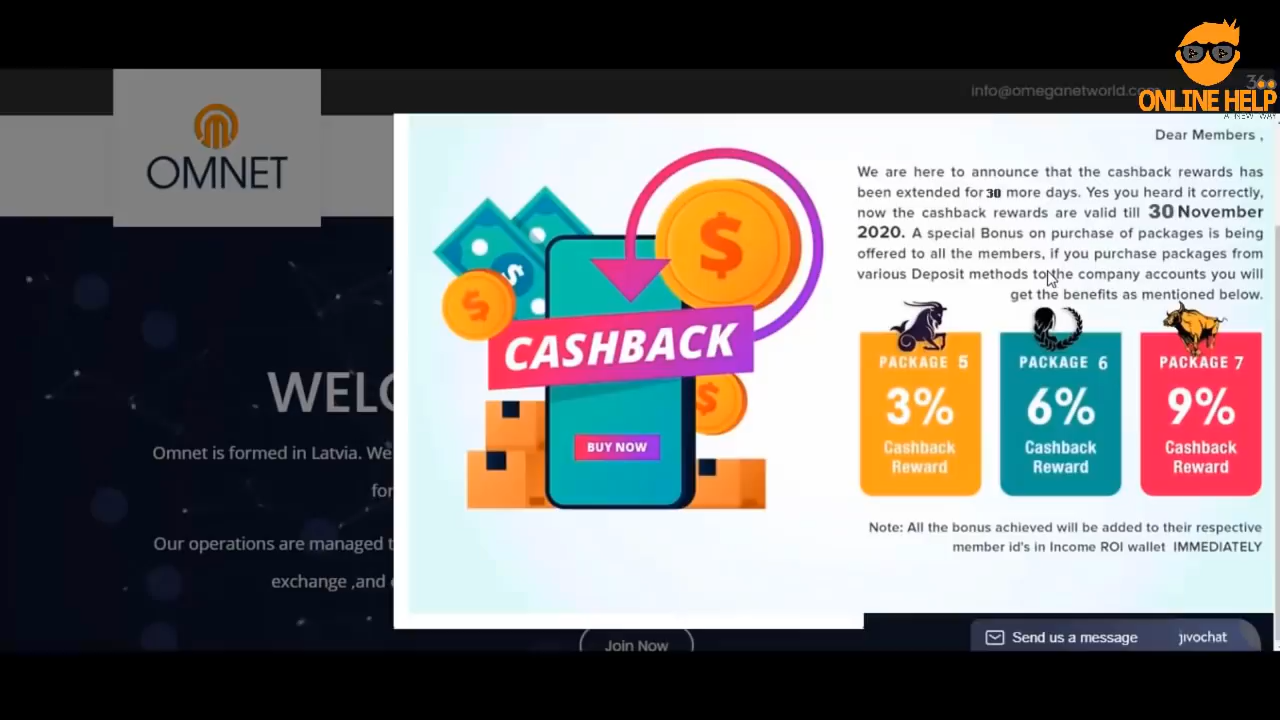 ONLINE HELP
A NEW WAY
info@omeganetworld.com
OMNET
Dear Members ,
We are here to announce that the cashback rewards has
been extended for 30 more days. Yes you heard it correctly,
now the cashback rewards are valid till 30 November
2020. A special Bonus on purchase of packages is being
offered to all the members, if you purchase packages from
various Deposit methods to the company accounts you will
get the benefits as mentioned below.
CASHBACK
BUY NOW
PACKAGE 5
3%
Cashback
Reward
PACKAGE 6
6%
Cashback
Reward
PACKAGE 7
9%
Cashback
Reward
Note: All the bonus achieved will be added to their respective
member id's in Income ROI wallet IMMEDIATELY
Omnet is formed in Latvia. We
Our operations are managed
exchange ,and
Join Now
Send us a message
jivochat